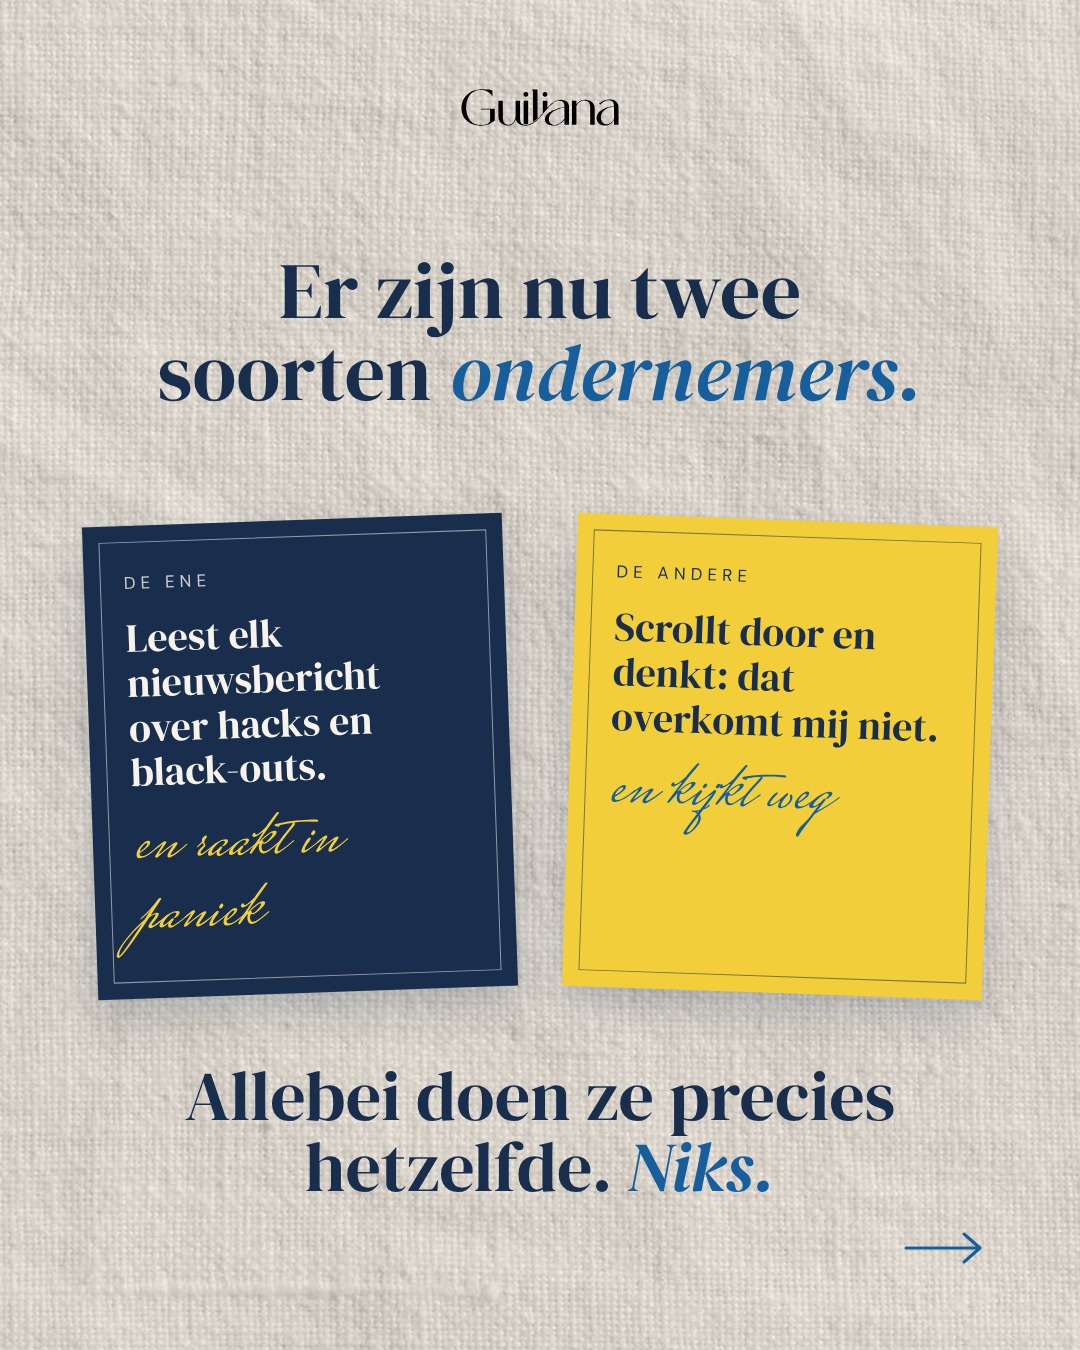 Guiliana
Er zijn nu twee
soorten ondernemers.
DE ENE
Leest elk
nieuwsbericht
over hacks en
black-outs.
en raakt in
paniek
DE ANDERE
Scrollt door en
denkt: dat
overkomt mij niet.
en kijkt weg
Allebei doen ze precies
hetzelfde. Niks.